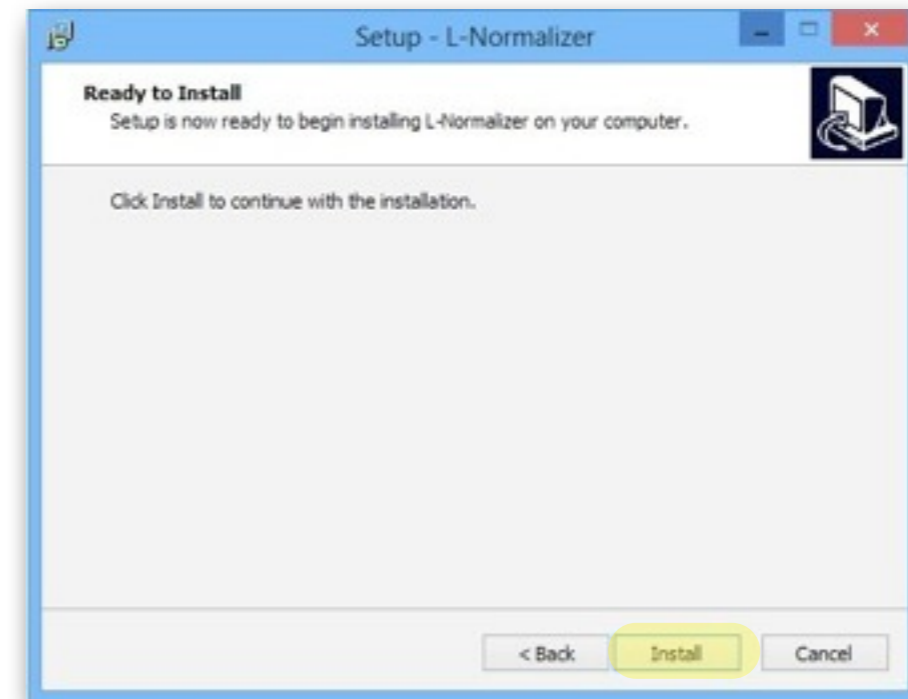 Setup - L-Normalizer
Ready to Install
Setup is now ready to begin installing L-Normalizer on your computer.
Click Install to continue with the installation.
< Back Install Cancel